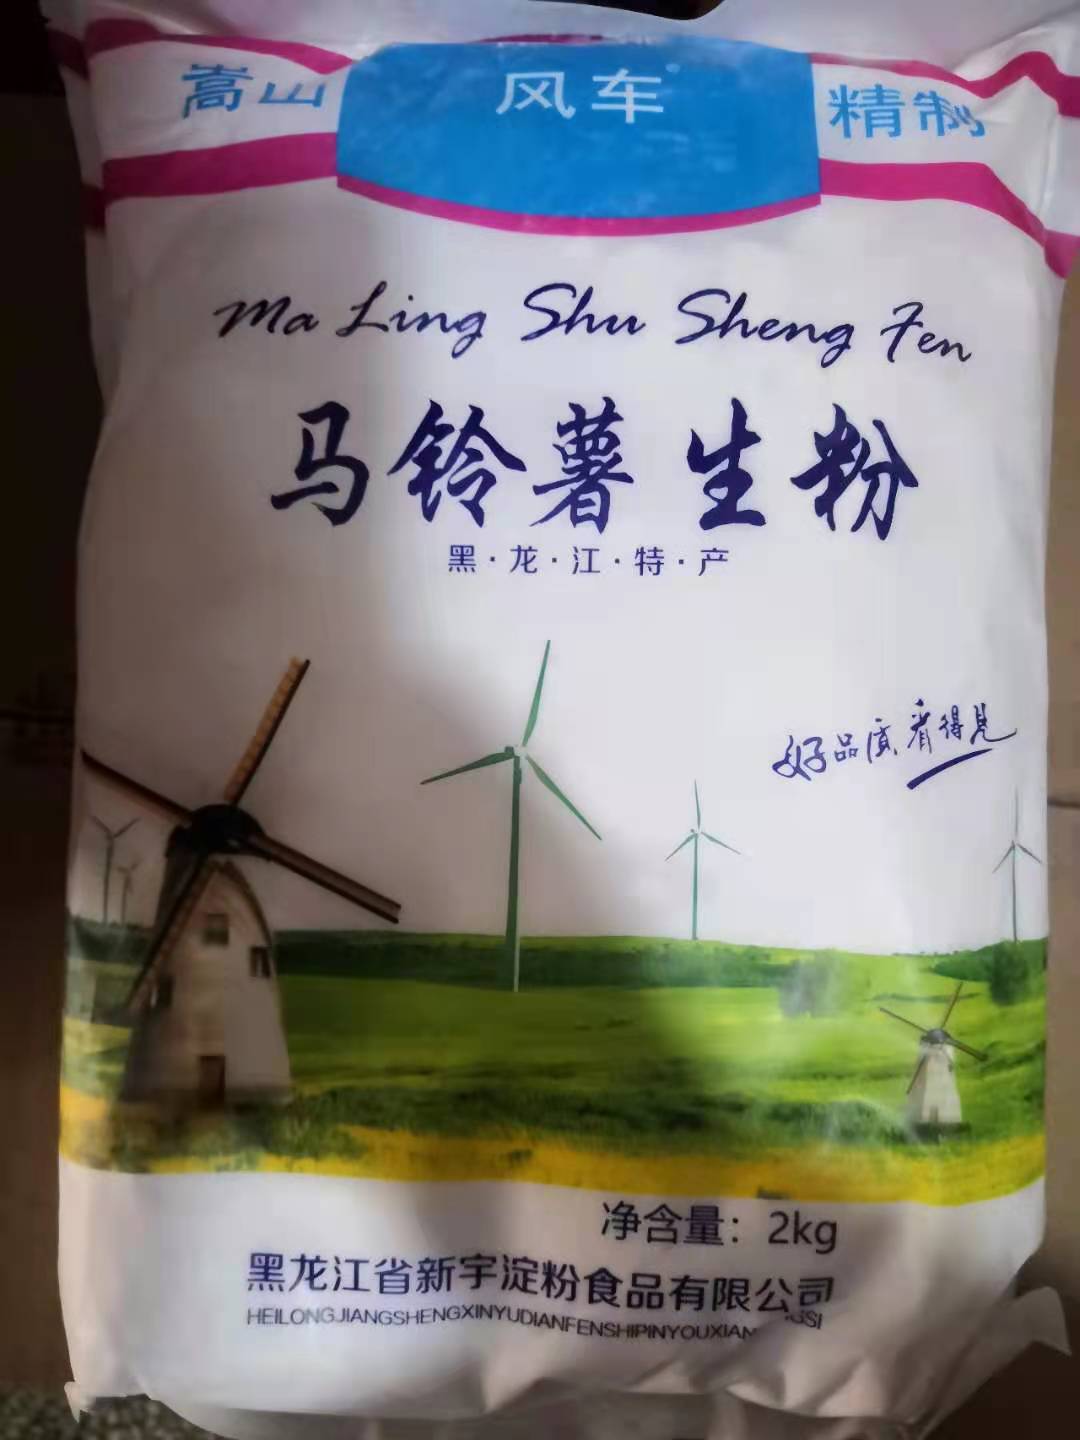 嵩山 风车 精制
Ma Ling Shu Sheng Fen
马铃薯生粉
黑·龙·江·特·产
好品质 看得见
净含量：2kg
黑龙江省新宇淀粉食品有限公司
HEILONGJIANGSHENGXINYUDIANFENSHIPINYOUXIAN